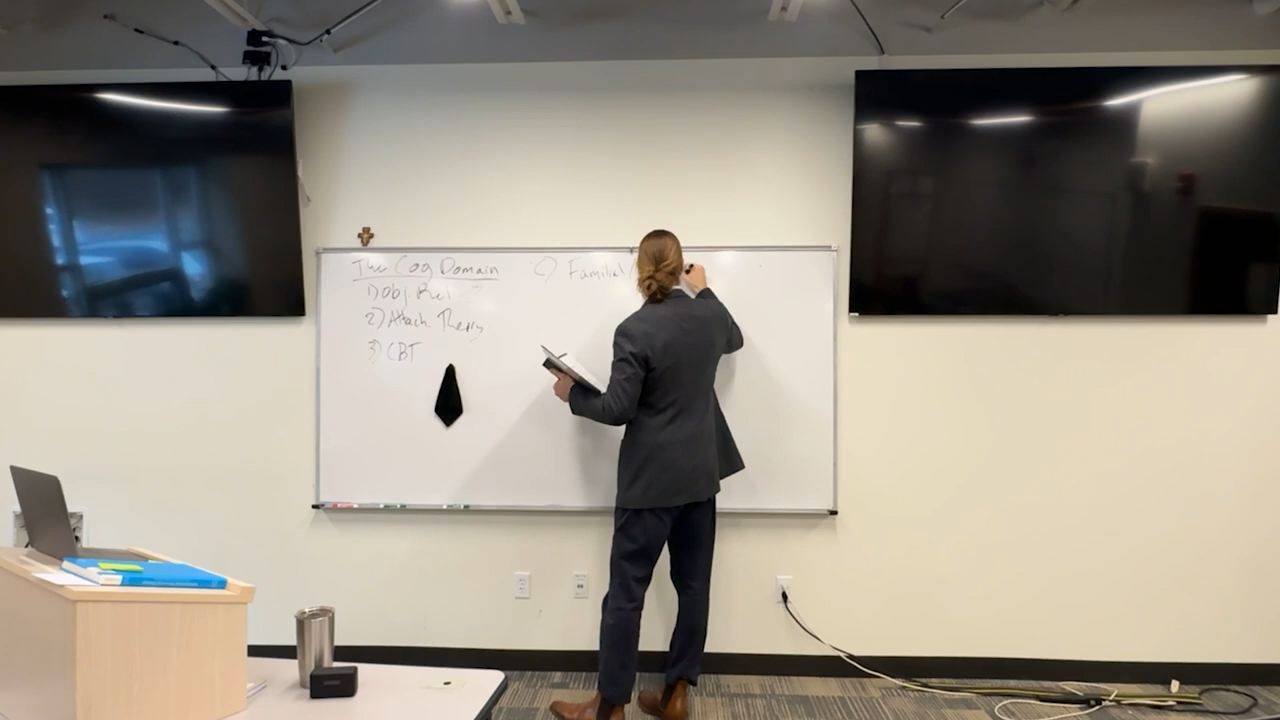 The Cog Domain
1) Obj. Rel
2) Attach. Theory
3) CBT
C) Familial/